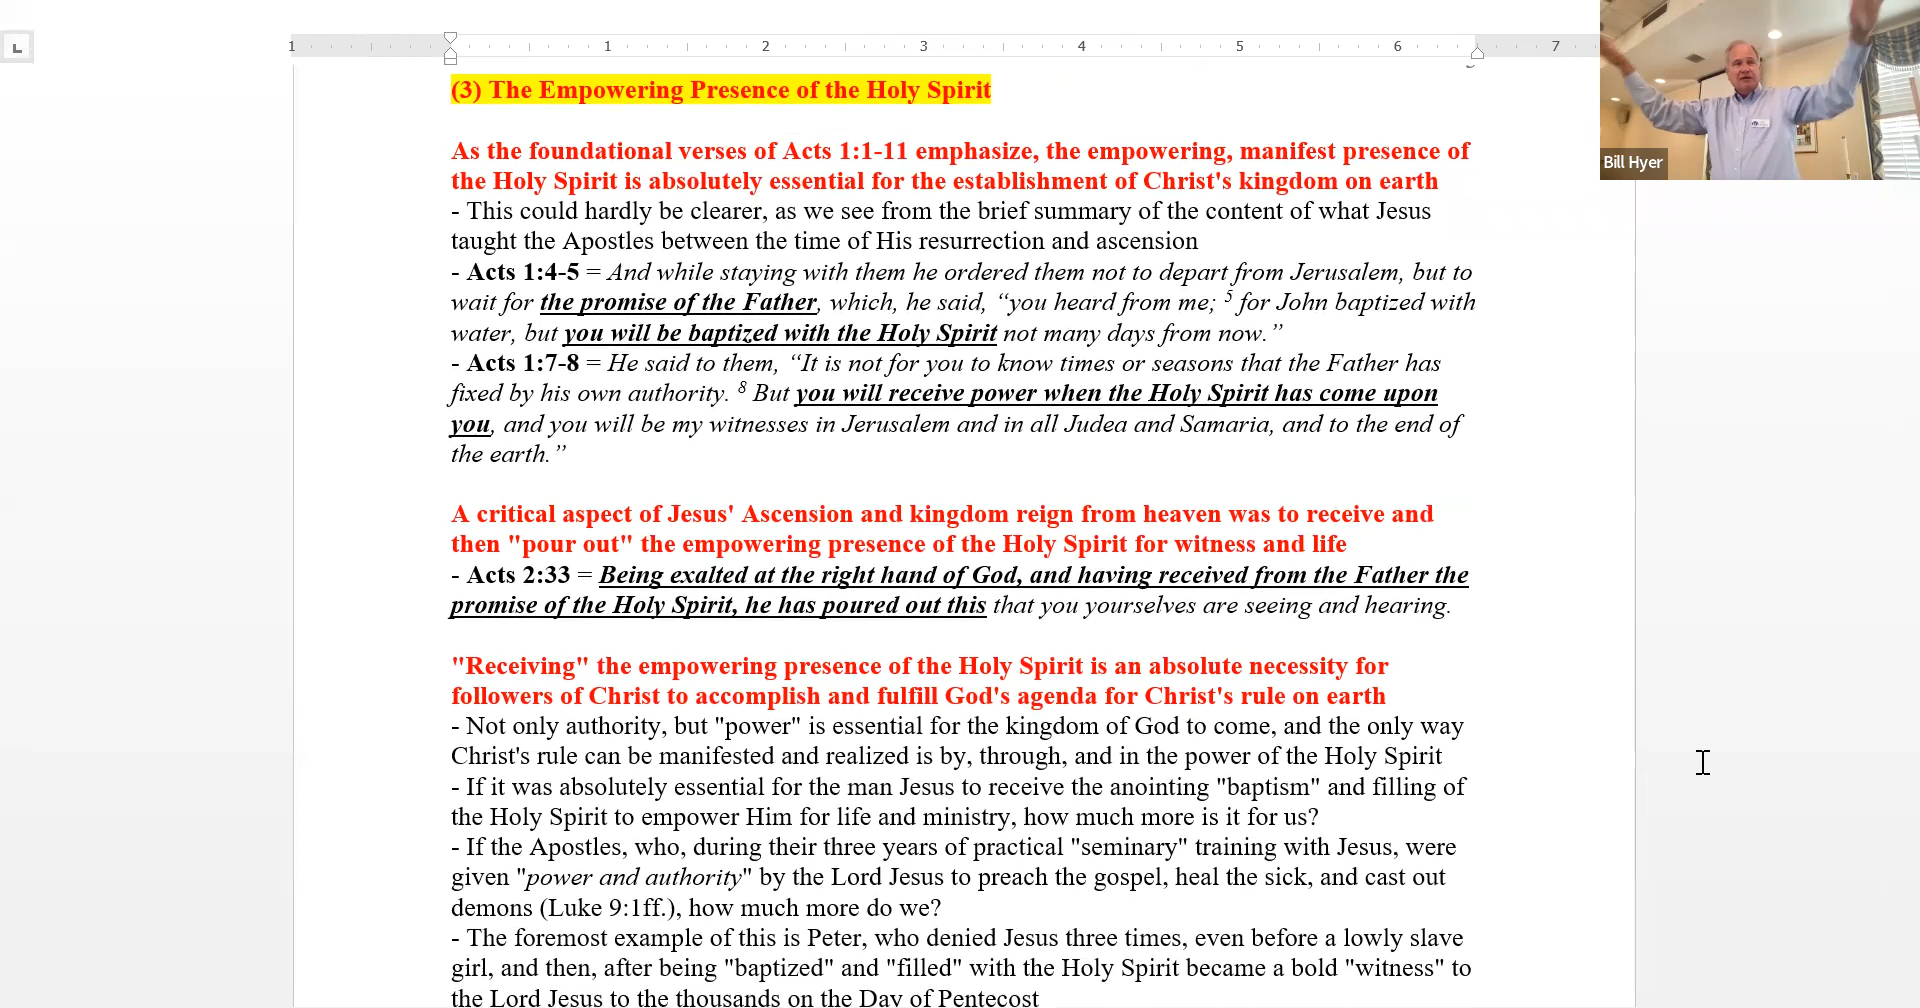 1 1 2 3 4 5 6 7
(3) The Empowering Presence of the Holy Spirit
As the foundational verses of Acts 1:1-11 emphasize, the empowering, manifest presence of
the Holy Spirit is absolutely essential for the establishment of Christ's kingdom on earth
- This could hardly be clearer, as we see from the brief summary of the content of what Jesus
taught the Apostles between the time of His resurrection and ascension
- Acts 1:4-5 = And while staying with them he ordered them not to depart from Jerusalem, but to
wait for the promise of the Father, which, he said, “you heard from me; 5 for John baptized with
water, but you will be baptized with the Holy Spirit not many days from now.”
- Acts 1:7-8 = He said to them, “It is not for you to know times or seasons that the Father has
fixed by his own authority. 8 But you will receive power when the Holy Spirit has come upon
you, and you will be my witnesses in Jerusalem and in all Judea and Samaria, and to the end of
the earth.”
A critical aspect of Jesus' Ascension and kingdom reign from heaven was to receive and
then "pour out" the empowering presence of the Holy Spirit for witness and life
- Acts 2:33 = Being exalted at the right hand of God, and having received from the Father the
promise of the Holy Spirit, he has poured out this that you yourselves are seeing and hearing.
"Receiving" the empowering presence of the Holy Spirit is an absolute necessity for
followers of Christ to accomplish and fulfill God's agenda for Christ's rule on earth
- Not only authority, but "power" is essential for the kingdom of God to come, and the only way
Christ's rule can be manifested and realized is by, through, and in the power of the Holy Spirit
- If it was absolutely essential for the man Jesus to receive the anointing "baptism" and filling of
the Holy Spirit to empower Him for life and ministry, how much more is it for us?
- If the Apostles, who, during their three years of practical "seminary" training with Jesus, were
given "power and authority" by the Lord Jesus to preach the gospel, heal the sick, and cast out
demons (Luke 9:1ff.), how much more do we?
- The foremost example of this is Peter, who denied Jesus three times, even before a lowly slave
girl, and then, after being "baptized" and "filled" with the Holy Spirit became a bold "witness" to
the Lord Jesus to the thousands on the Day of Pentecost
Bill Hyer